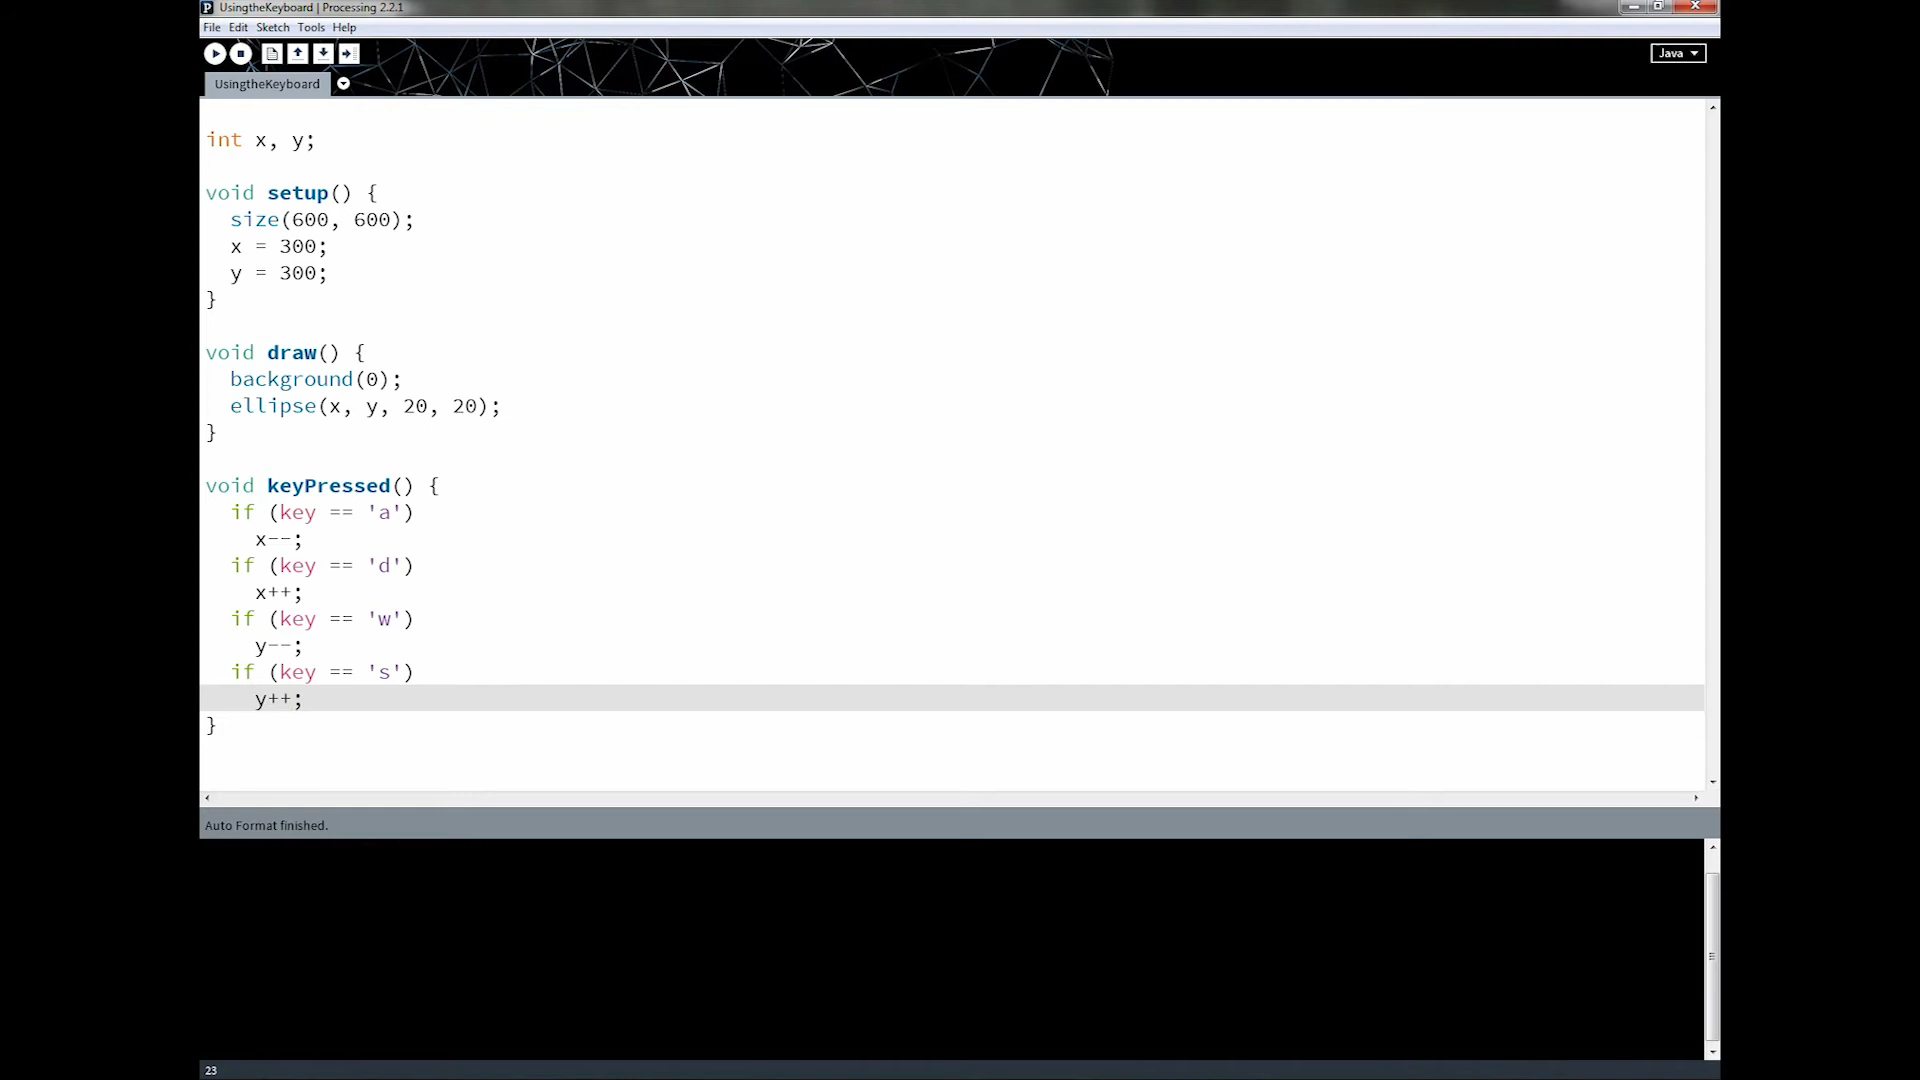 UsingtheKeyboard | Processing 2.2.1
File Edit Sketch Tools Help
Java
UsingtheKeyboard
int x, y;
void setup() {
  size(600, 600);
  x = 300;
  y = 300;
}
void draw() {
  background(0);
  ellipse(x, y, 20, 20);
}
void keyPressed() {
  if (key == 'a')
    x--;
  if (key == 'd')
    x++;
  if (key == 'w')
    y--;
  if (key == 's')
    y++;
}
Auto Format finished.
23